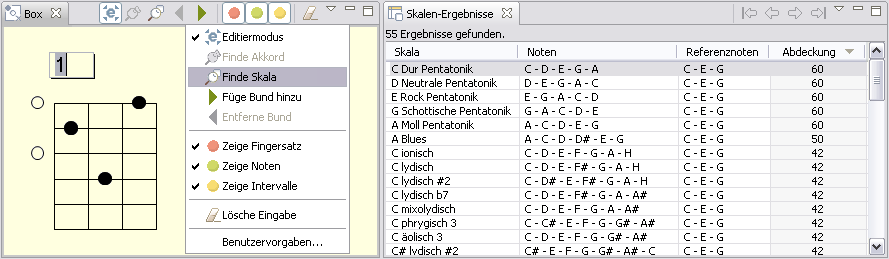 Box
1
Editiermodus
Finde Akkord
Finde Skala
Füge Bund hinzu
Entferne Bund
Zeige Fingersatz
Zeige Noten
Zeige Intervalle
Lösche Eingabe
Benutzervorgaben...
Skalen-Ergebnisse
55 Ergebnisse gefunden.
Skala Noten Referenznoten Abdeckung
C Dur Pentatonik C - D - E - G - A C - E - G 60
D Neutrale Pentatonik D - E - G - A - C C - E - G 60
E Rock Pentatonik E - G - A - C - D C - E - G 60
G Schottische Pentatonik G - A - C - D - E C - E - G 60
A Moll Pentatonik A - C - D - E - G C - E - G 60
A Blues A - C - D - D# - E - G C - E - G 50
C ionisch C - D - E - F - G - A - H C - E - G 42
C lydisch C - D - E - F# - G - A - H C - E - G 42
C lydisch #2 C - D# - E - F# - G - A - H C - E - G 42
C lydisch b7 C - D - E - F# - G - A - A# C - E - G 42
C mixolydisch C - D - E - F - G - A - A# C - E - G 42
C phrygisch 3 C - C# - E - F - G - G# - A# C - E - G 42
C äolisch 3 C - D - E - F - G - G# - A# C - E - G 42
C# lydisch #2 C# - E - F - G - G# - A# - C C - E - G 42